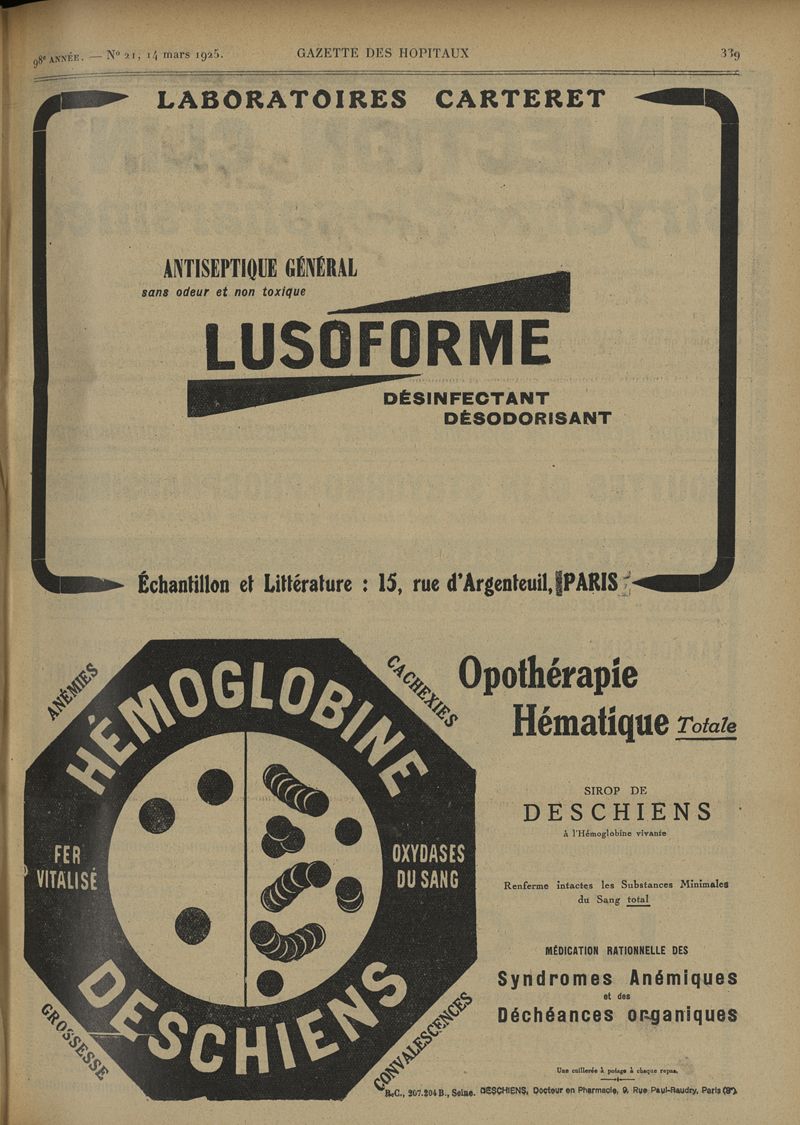 98e ANNÉE. — No 21, 14 mars 1925. GAZETTE DES HOPITAUX 339
LABORATOIRES CARTERET
ANTISEPTIQUE GÉNÉRAL
sans odeur et non toxique
LUSOFORME
DÉSINFECTANT
DÉSODORISANT
Échantillon et Littérature : 15, rue d'Argenteuil, PARIS
ANÉMIES
CACHEXIES
HÉMOGLOBINE
FER
VITALISÉ
OXYDASES
DU SANG
DESCHIENS
GROSSESSE
CONVALESCENCES
Opothérapie
Hématique Totale
SIROP DE
DESCHIENS
à l'Hémoglobine vivante
Renferme intactes les Substances Minimales
du Sang total
MÉDICATION RATIONNELLE DES
Syndromes Anémiques
et des
Déchéances organiques
Une cuillerée à potage à chaque repas.
R.C., 207.204 B., Seine. DESCHIENS, Docteur en Pharmacie, 9, Rue Paul-Baudry, Paris (8e).